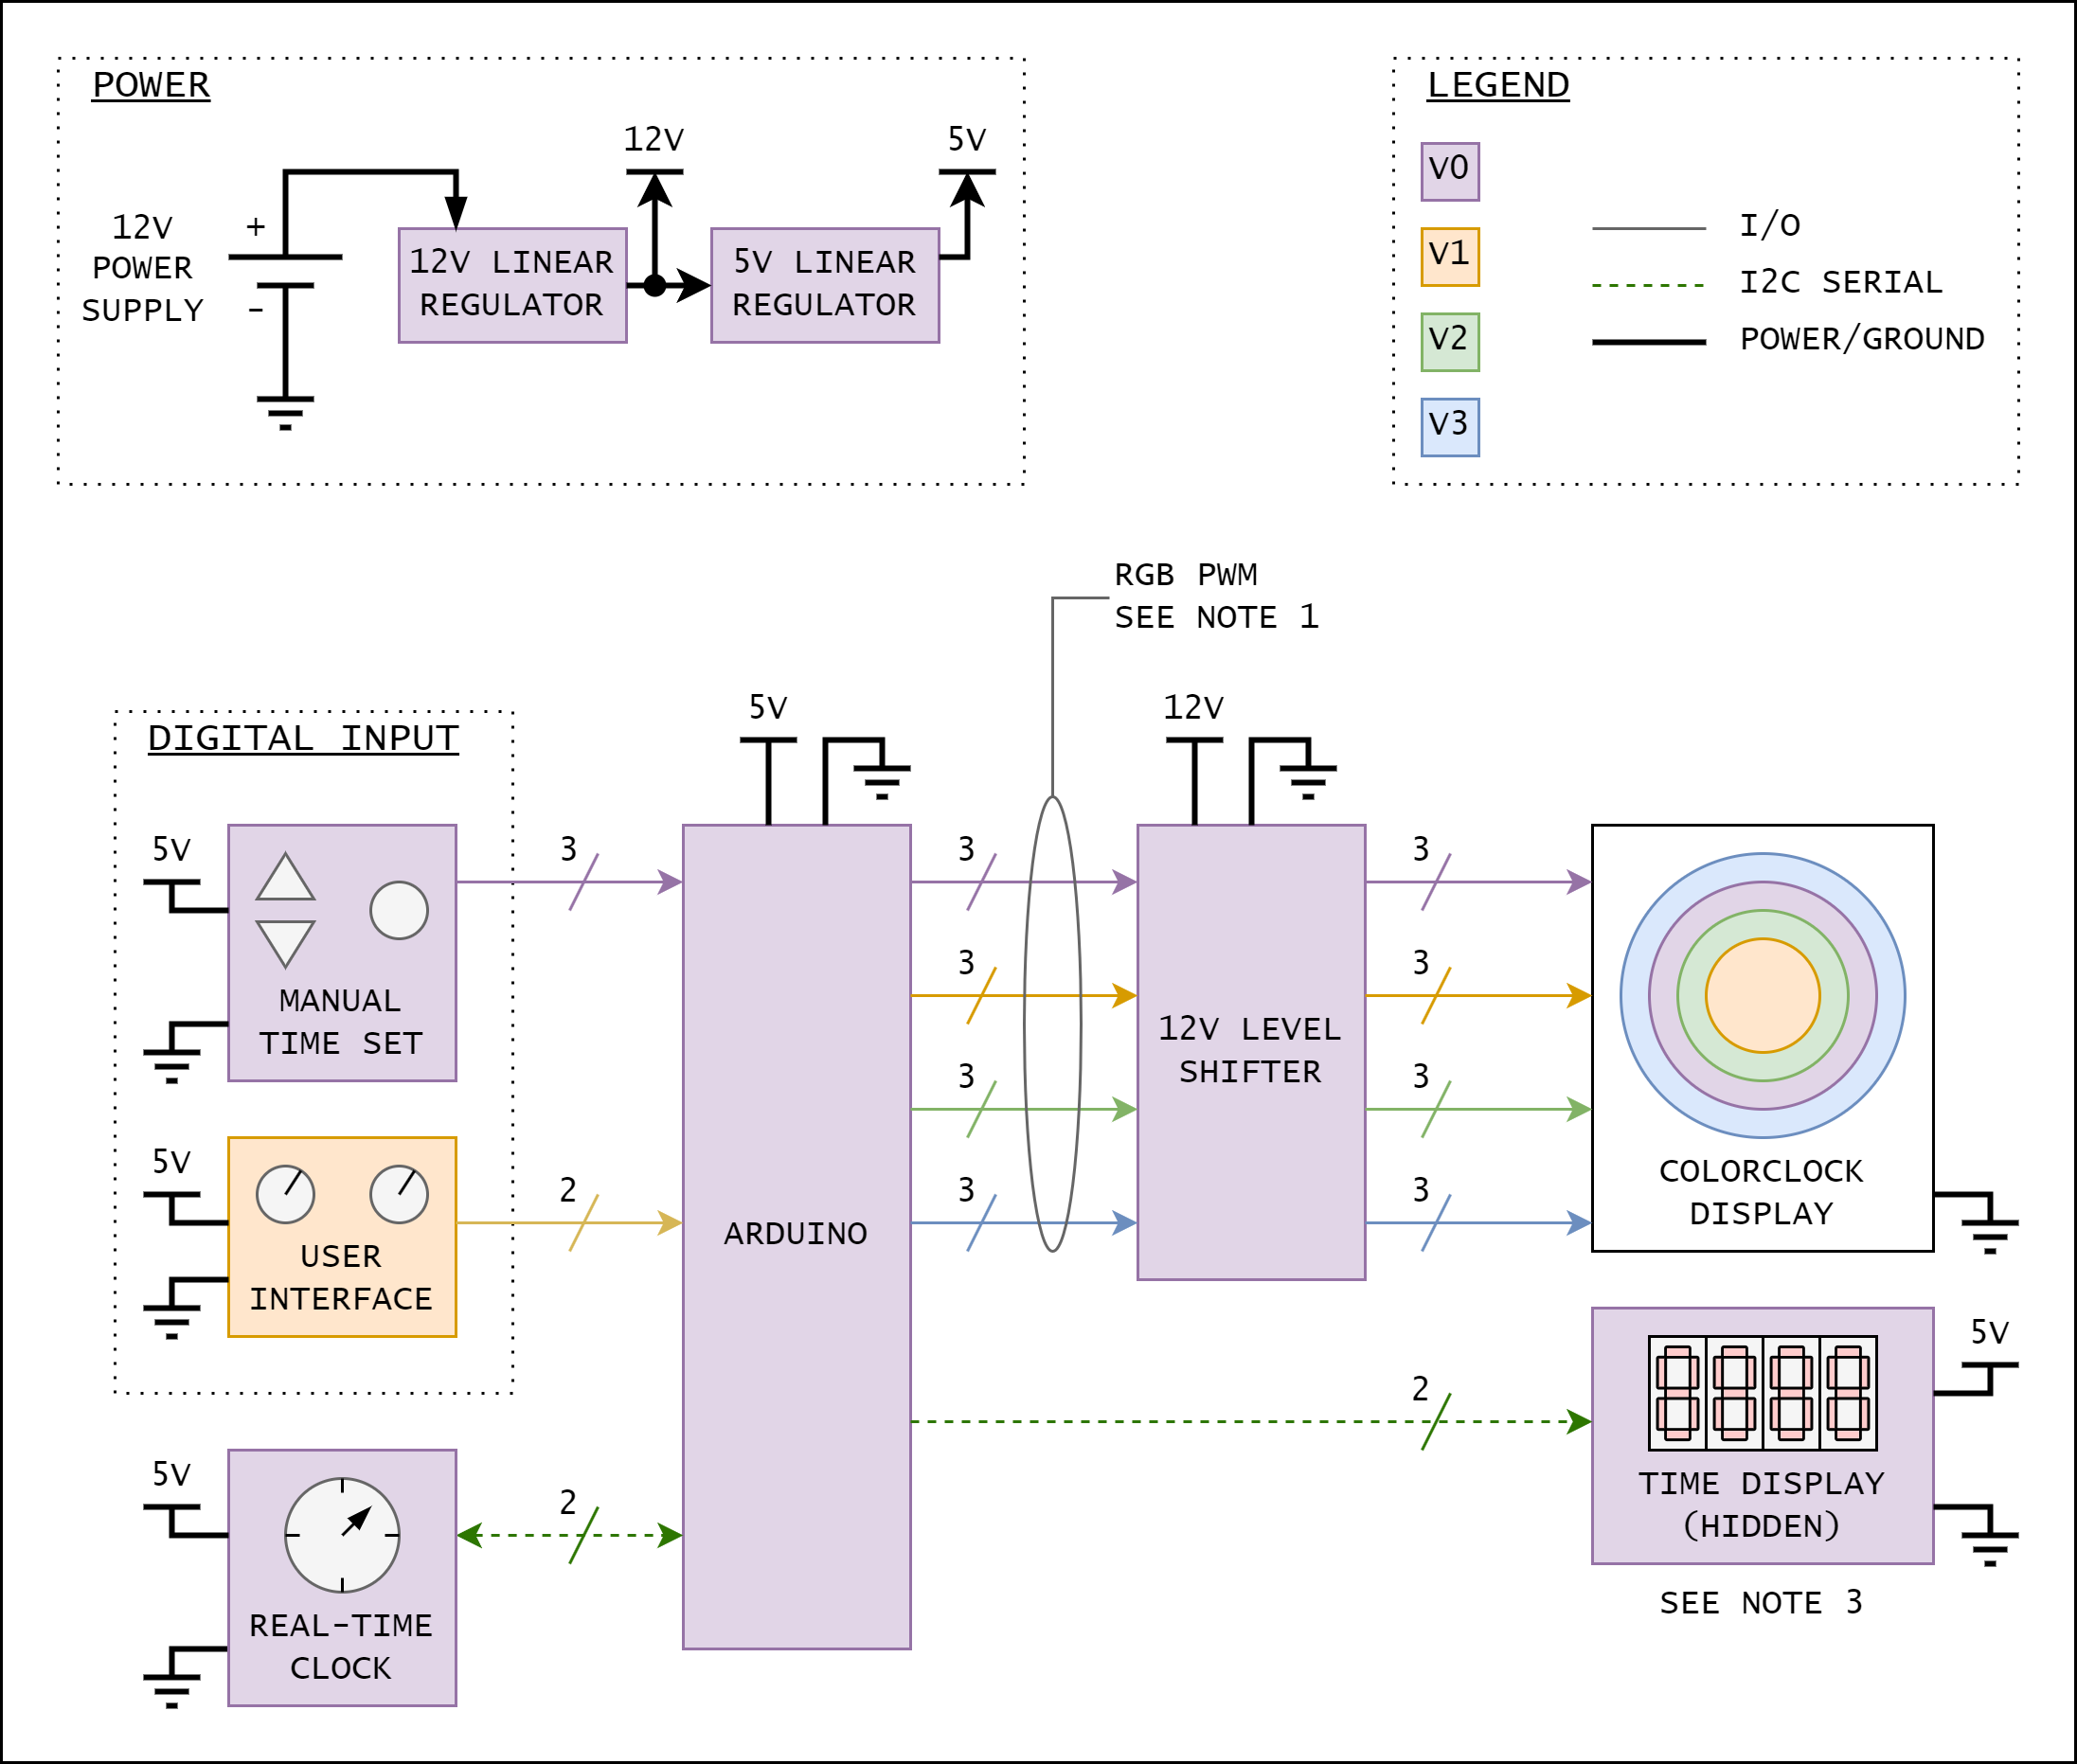 POWER
12V
5V
+
12V
POWER
SUPPLY
-
12V LINEAR
REGULATOR
5V LINEAR
REGULATOR
LEGEND
V0
V1
V2
V3
I/O
I2C SERIAL
POWER/GROUND
RGB PWM
SEE NOTE 1
DIGITAL INPUT
5V
MANUAL
TIME SET
3
5V
USER
INTERFACE
2
5V
REAL-TIME
CLOCK
2
5V
ARDUINO
3
3
3
3
12V
12V LEVEL
SHIFTER
3
3
3
3
COLORCLOCK
DISPLAY
2
5V
TIME DISPLAY
(HIDDEN)
SEE NOTE 3